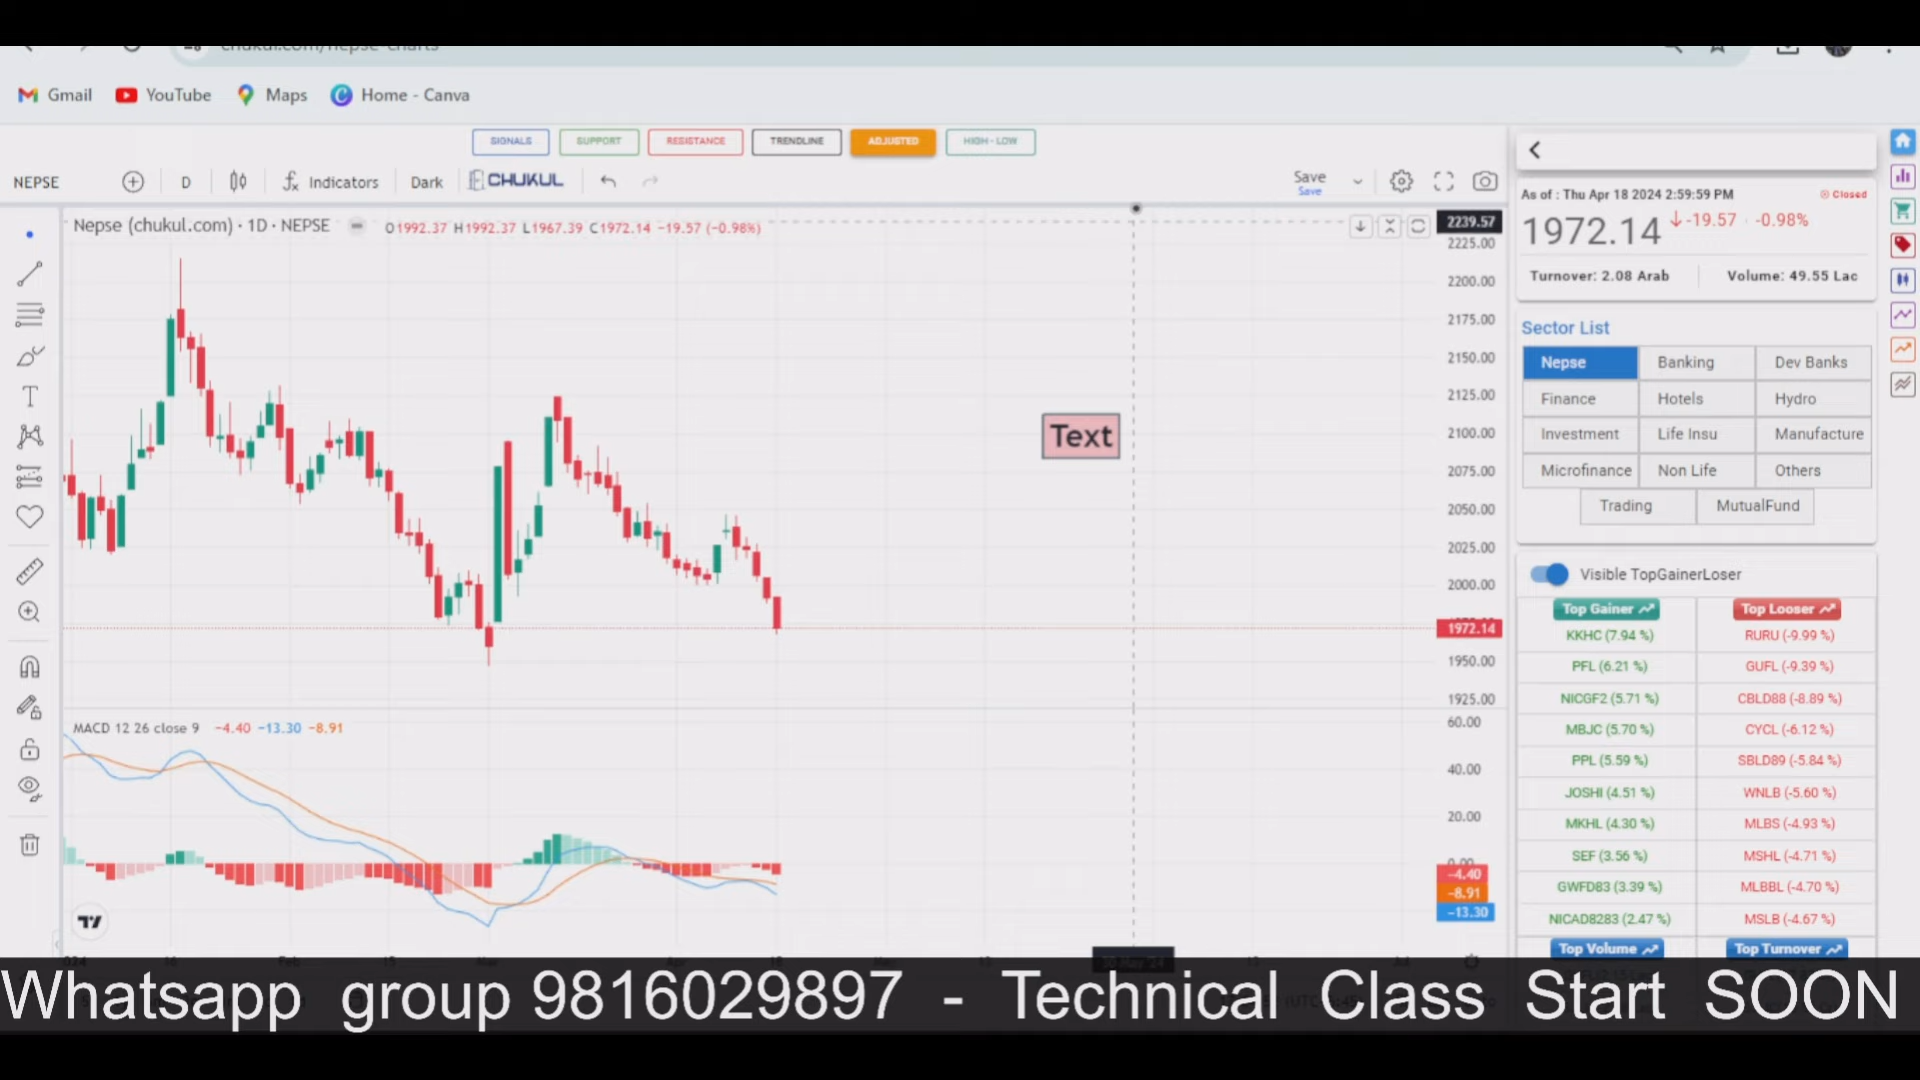 chukul.com/nepse-charts
Gmail YouTube Maps Home - Canva
SIGNALS SUPPORT RESISTANCE TRENDLINE ADJUSTED HIGH - LOW
NEPSE D Indicators Dark CHUKUL Save
Save
Nepse (chukul.com) · 1D · NEPSE O1992.37 H1992.37 L1967.39 C1972.14 −19.57 (−0.98%)
2239.57
2225.00
2200.00
2175.00
2150.00
2125.00
2100.00
2075.00
2050.00
2025.00
2000.00
1972.14
1950.00
1925.00
Text
MACD 12 26 close 9 −4.40 −13.30 −8.91
60.00
40.00
20.00
0.00
−4.40
−8.91
−13.30
As of : Thu Apr 18 2024 2:59:59 PM Closed
1972.14 -19.57 -0.98%
Turnover: 2.08 Arab Volume: 49.55 Lac
Sector List
Nepse Banking Dev Banks
Finance Hotels Hydro
Investment Life Insu Manufacture
Microfinance Non Life Others
Trading MutualFund
Visible TopGainerLoser
Top Gainer Top Looser
KKHC (7.94 %) RURU (-9.99 %)
PFL (6.21 %) GUFL (-9.39 %)
NICGF2 (5.71 %) CBLD88 (-8.89 %)
MBJC (5.70 %) CYCL (-6.12 %)
PPL (5.59 %) SBLD89 (-5.84 %)
JOSHI (4.51 %) WNLB (-5.60 %)
MKHL (4.30 %) MLBS (-4.93 %)
SEF (3.56 %) MSHL (-4.71 %)
GWFD83 (3.39 %) MLBBL (-4.70 %)
NICAD8283 (2.47 %) MSLB (-4.67 %)
Top Volume Top Turnover
Whatsapp group 9816029897 - Technical Class Start SOON